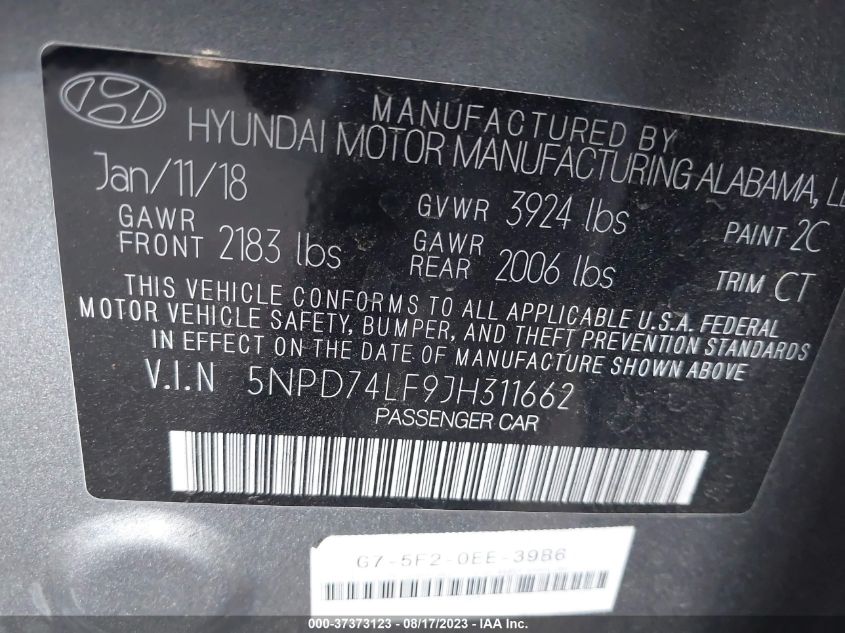 MANUFACTURED BY
HYUNDAI MOTOR MANUFACTURING ALABAMA,
Jan/11/18
GAWR FRONT 2183 lbs
GVWR 3924 lbs
GAWR REAR 2006 lbs
PAINT 2C
TRIM CT
THIS VEHICLE CONFORMS TO ALL APPLICABLE U.S.A. FEDERAL
MOTOR VEHICLE SAFETY, BUMPER, AND THEFT PREVENTION STANDARDS
IN EFFECT ON THE DATE OF MANUFACTURE SHOWN ABOVE
V.I.N 5NPD74LF9JH311662
PASSENGER CAR
G7-5F2-0EE-39B6
000-37373123 - 08/17/2023 - IAA Inc.